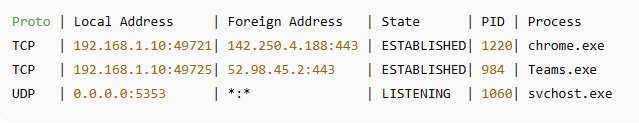 Proto | Local Address      | Foreign Address   | State      | PID | Process
TCP   | 192.168.1.10:49721| 142.250.4.188:443 | ESTABLISHED| 1220| chrome.exe
TCP   | 192.168.1.10:49725| 52.98.45.2:443    | ESTABLISHED| 984 | Teams.exe
UDP   | 0.0.0.0:5353      | *:*               | LISTENING  | 1060| svchost.exe